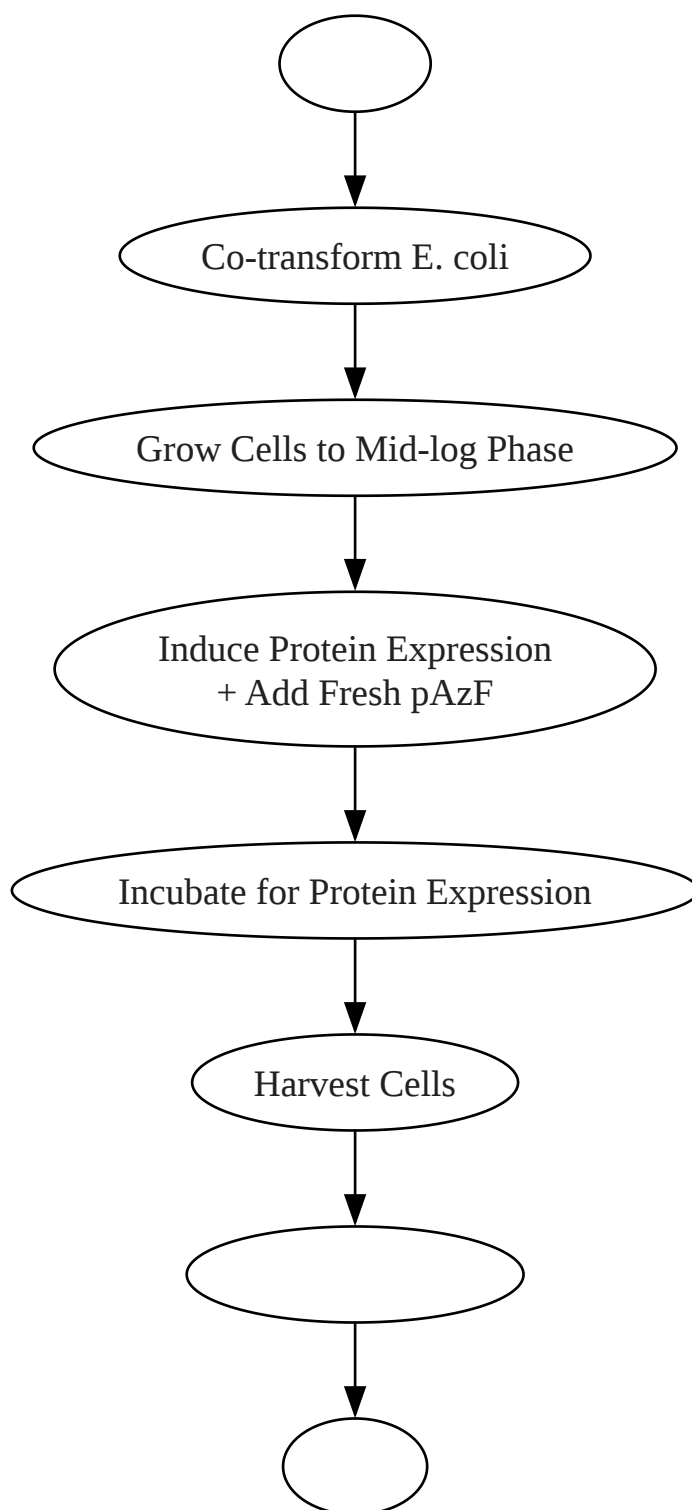 Co-transform E. coli
Grow Cells to Mid-log Phase
Induce Protein Expression
+ Add Fresh pAzF
Incubate for Protein Expression
Harvest Cells